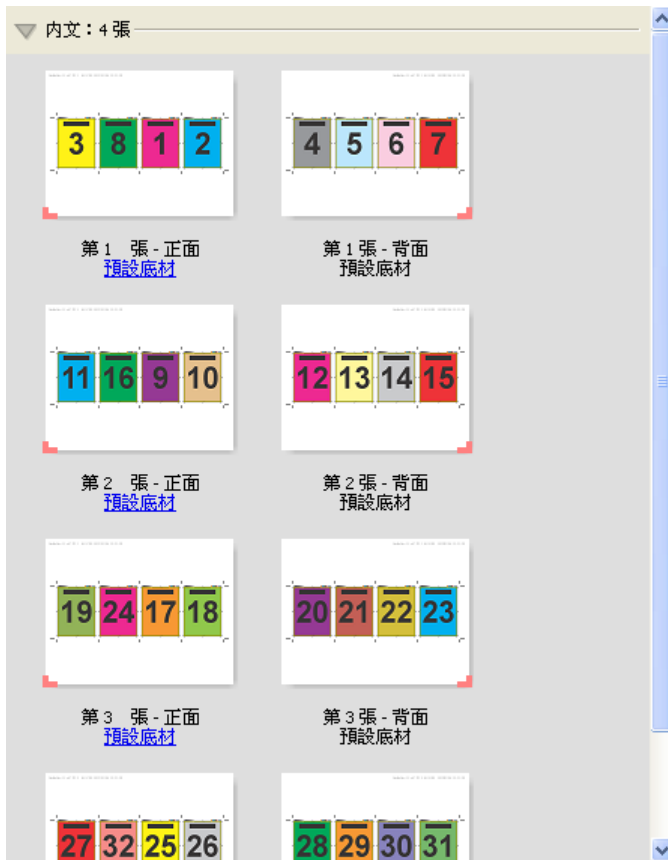 內文：4 張
3 8 1 2
4 5 6 7
第 1 張 - 正面
預設底材
第 1 張 - 背面
預設底材
11 16 9 10
12 13 14 15
第 2 張 - 正面
預設底材
第 2 張 - 背面
預設底材
19 24 17 18
20 21 22 23
第 3 張 - 正面
預設底材
第 3 張 - 背面
預設底材
27 32 25 26
28 29 30 31